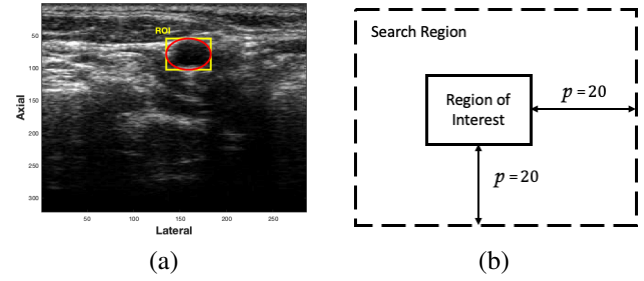 ROI
50
100
150
200
250
300
Axial
50
100
150
200
250
Lateral
(a)
Search Region
Region of
Interest
p = 20
p = 20
(b)